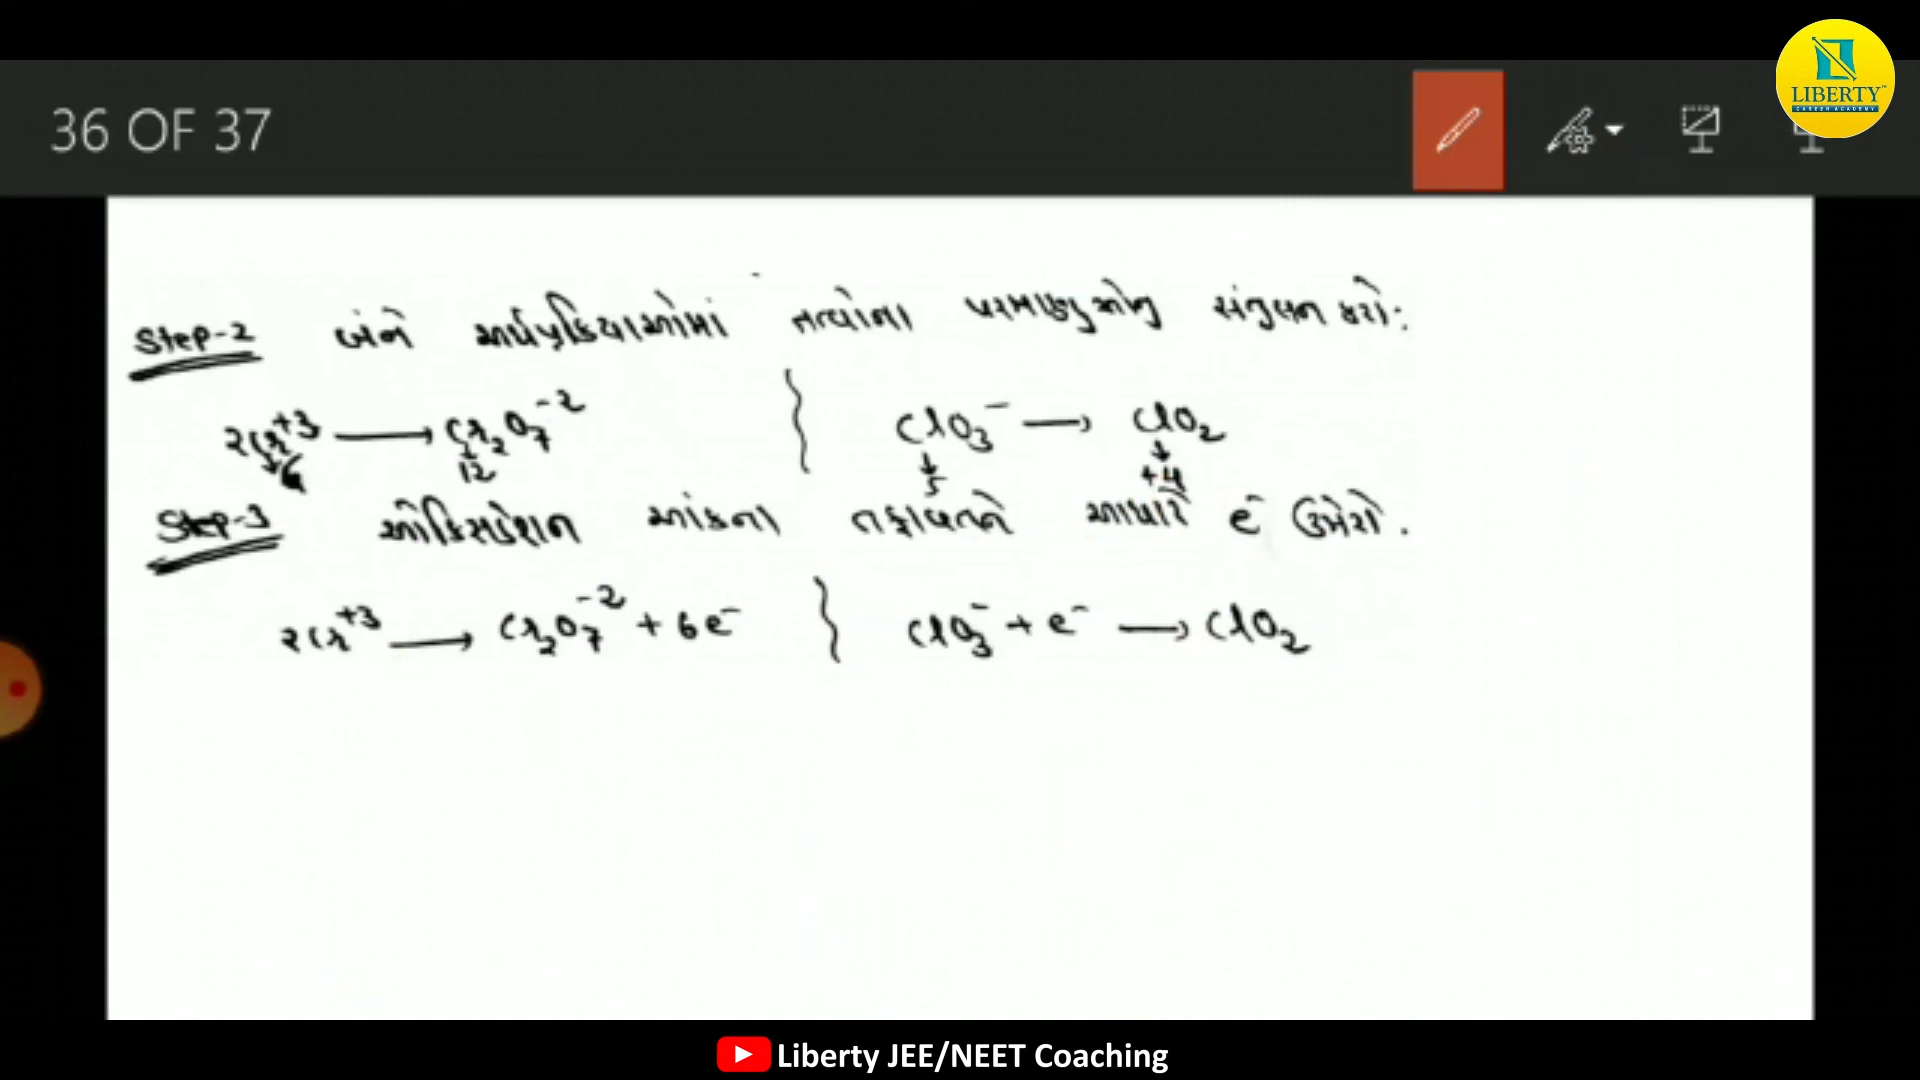 36 OF 37
LIBERTY
CAREER ACADEMY
Step-2 બંને અર્ધપ્રક્રિયાઓમાં તત્વોના પરમાણુઓનું સંતુલન કરો:
2Cr⁺³ ⟶ Cr₂O₇⁻² } ClO₃⁻ ⟶ ClO₂
↓6 ↓12 ↓5 ↓+4
Step-3 ઓક્સિડેશન આંકના તફાવતને આધારે e⁻ ઉમેરો.
2Cr⁺³ ⟶ Cr₂O₇⁻² + 6e⁻ } ClO₃⁻ + e⁻ ⟶ ClO₂
Liberty JEE/NEET Coaching